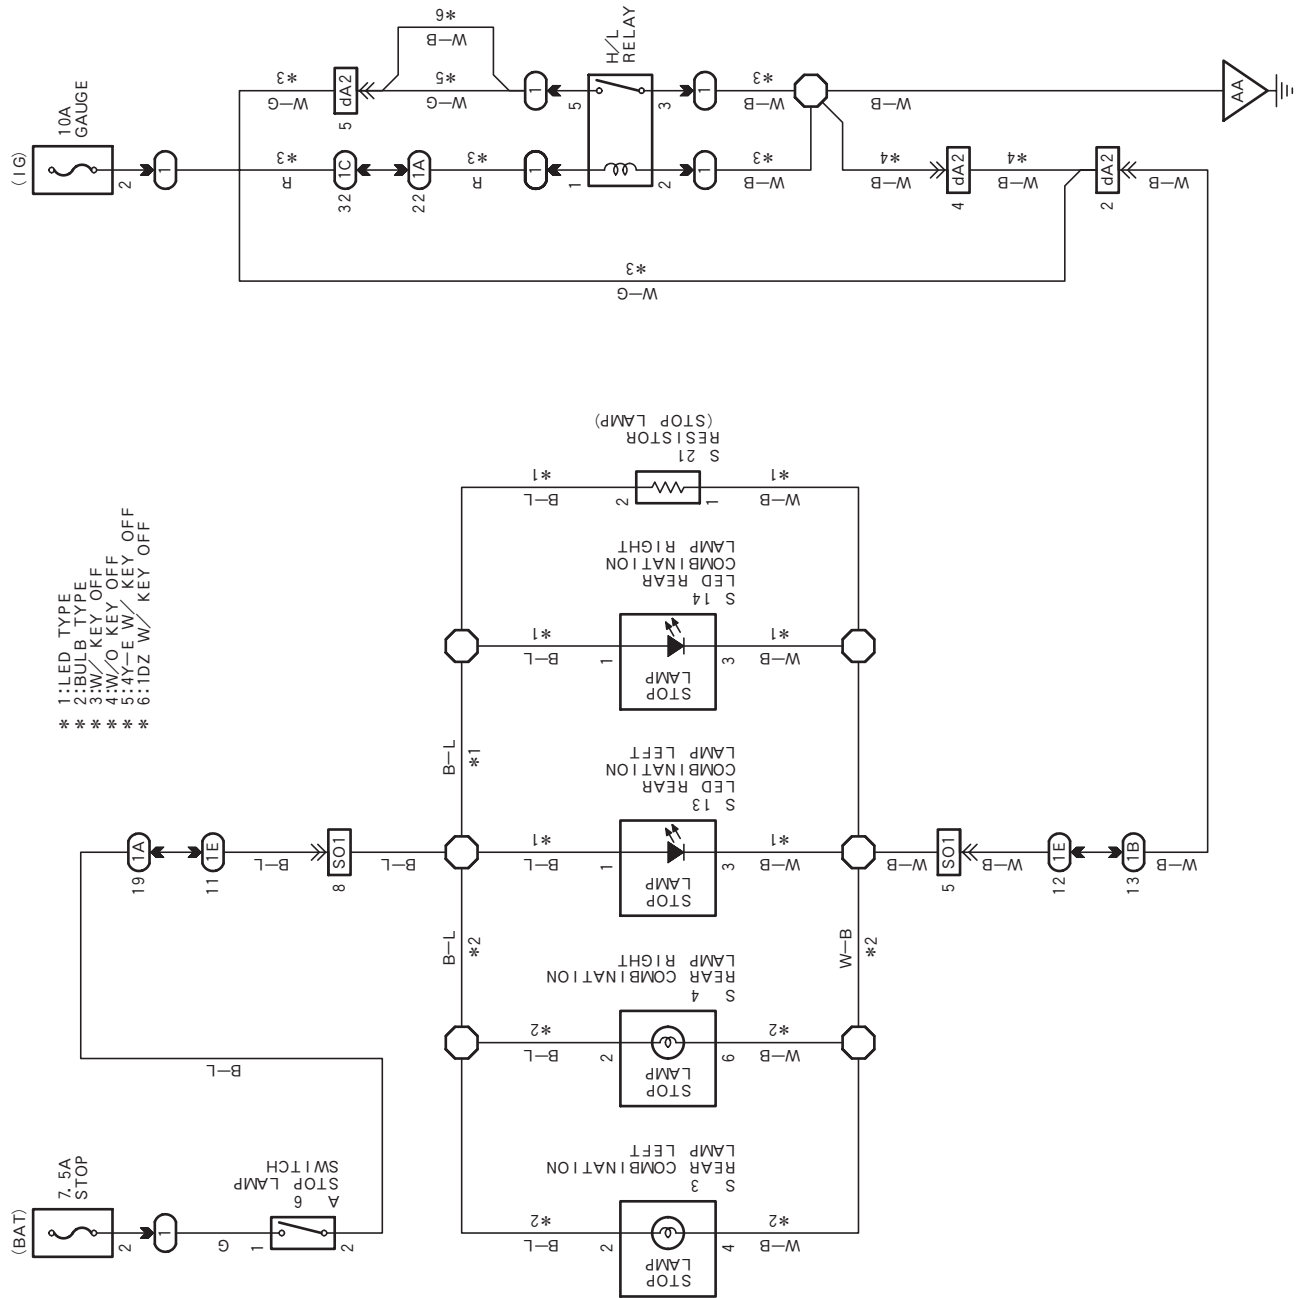 (BAT)
7.5A
STOP
2
1
G
1
2
A 6
STOP LAMP
SWITCH
B-L
19
1A
11
1E
B-L
8
SO1
B-L
* 1:LED TYPE
* 2:BULB TYPE
* 3:W/ KEY OFF
* 4:W/O KEY OFF
* 5:4Y-E W/ KEY OFF
* 6:1DZ W/ KEY OFF
(IG)
10A
GAUGE
2
1
R
*3
32
1C
22
1A
R
*3
1
1
2
1
W-B
*3
W-G
*3
5
dA2
W-G
*5
W-B
*6
1
5
3
H/L
RELAY
1
W-B
*3
W-B
AA
W-B
*4
4
dA2
W-B
*4
2
dA2
W-B
W-G
*3
B-L
*2
B-L
*1
B-L
*2
2
STOP
LAMP
4
S 3
REAR COMBINATION
LAMP LEFT
W-B
*2
B-L
*2
2
STOP
LAMP
6
S 4
REAR COMBINATION
LAMP RIGHT
W-B
*2
B-L
*1
1
STOP
LAMP
3
S 13
LED REAR
COMBINATION
LAMP LEFT
W-B
*1
B-L
*1
1
STOP
LAMP
3
S 14
LED REAR
COMBINATION
LAMP RIGHT
W-B
*1
B-L
*1
2
1
S 21
RESISTOR
(STOP LAMP)
W-B
*1
W-B
*2
W-B
5
SO1
W-B
12
1E
13
1B
W-B